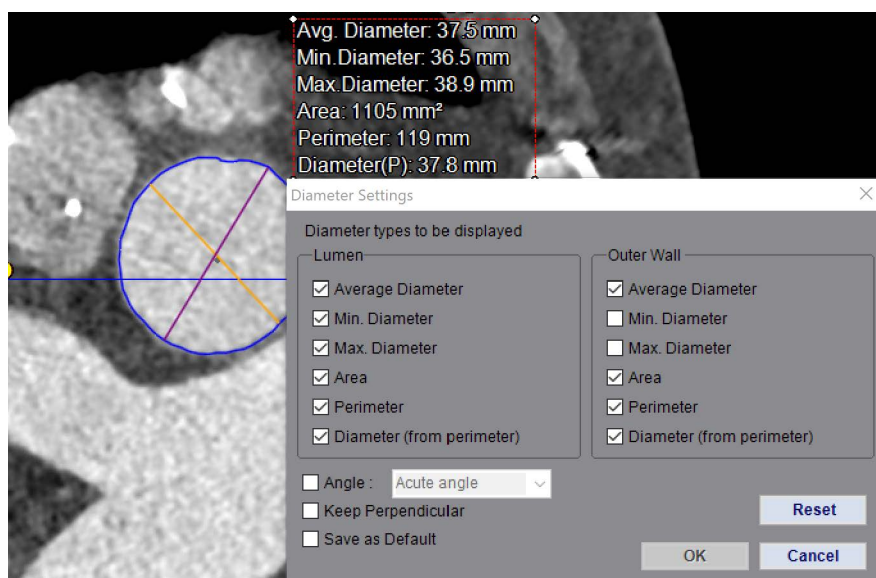 Avg. Diameter: 37.5 mm
Min.Diameter: 36.5 mm
Max.Diameter: 38.9 mm
Area: 1105 mm²
Perimeter: 119 mm
Diameter(P): 37.8 mm
Diameter Settings
Diameter types to be displayed
Lumen
Average Diameter
Min. Diameter
Max. Diameter
Area
Perimeter
Diameter (from perimeter)
Outer Wall
Average Diameter
Min. Diameter
Max. Diameter
Area
Perimeter
Diameter (from perimeter)
Angle : Acute angle
Keep Perpendicular
Save as Default
Reset
OK Cancel